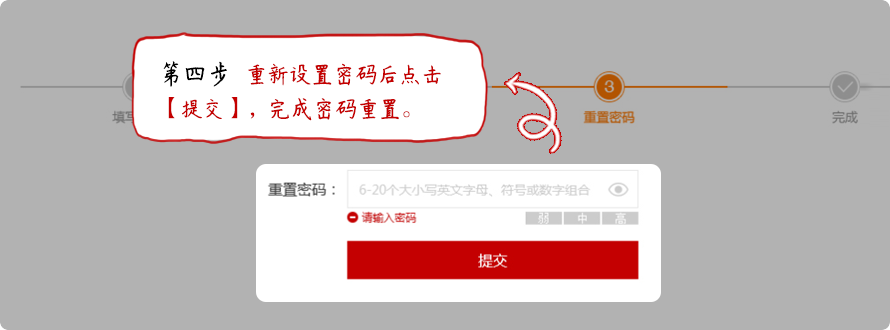 第四步 重新设置密码后点击
【提交】，完成密码重置。
填写
3
重置密码
完成
重置密码：
6-20个大小写英文字母、符号或数字组合
请输入密码
弱 中 高
提交